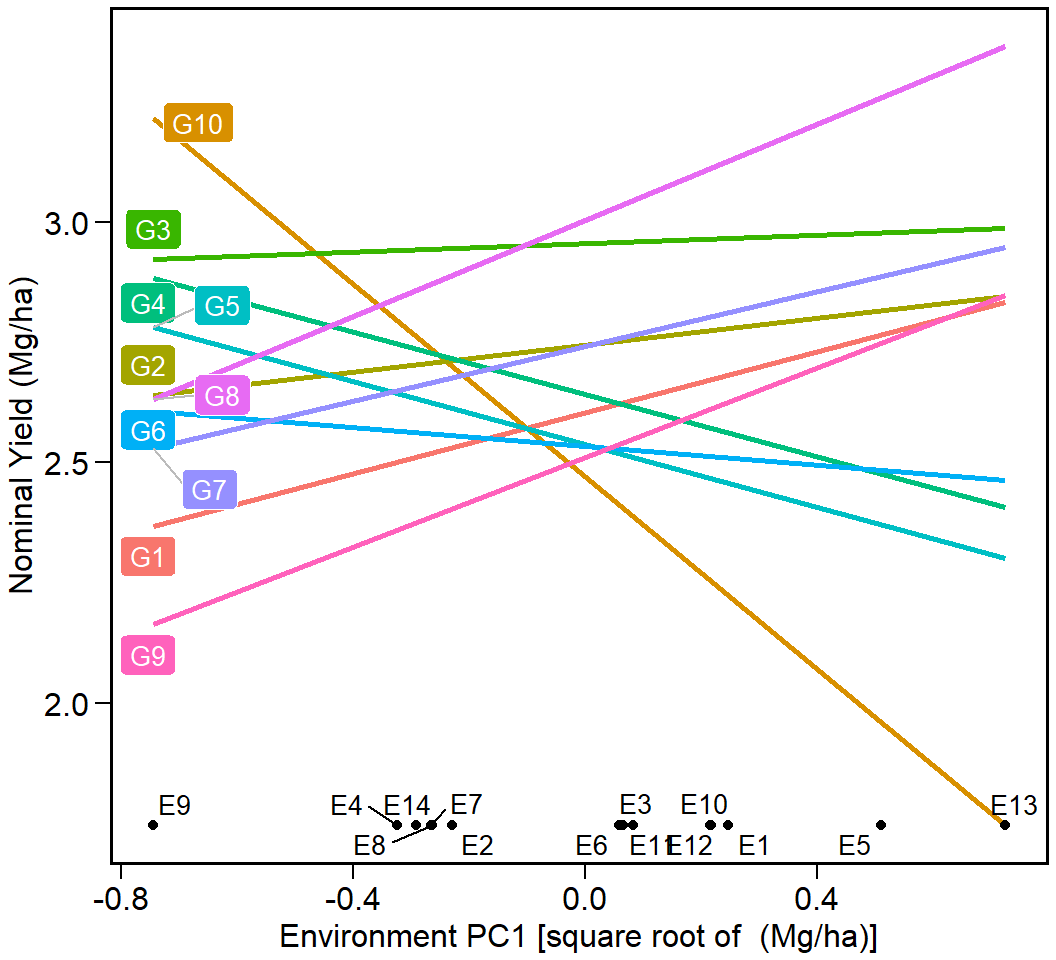 G10
3.0
G3
G4
G5
G2
G8
G6
2.5
G7
G1
G9
2.0
E9
E4
E14
E7
E3
E10
E13
E8
E2
E6
E11
E12
E1
E5
-0.8
-0.4
0.0
0.4
Environment PC1 [square root of  (Mg/ha)]
Nominal Yield (Mg/ha)